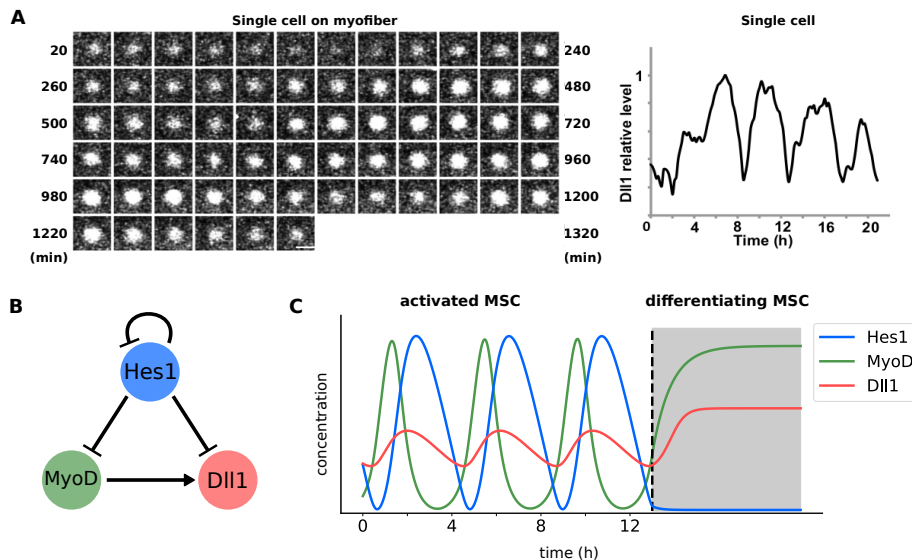 A
Single cell on myofiber
20 240
260 480
500 720
740 960
980 1200
1220 1320
(min) (min)
Single cell
Dll1 relative level
1
0 4 8 12 16 20
Time (h)
B
Hes1
MyoD
Dll1
C
activated MSC differentiating MSC
concentration
0 4 8 12
time (h)
Hes1
MyoD
Dll1